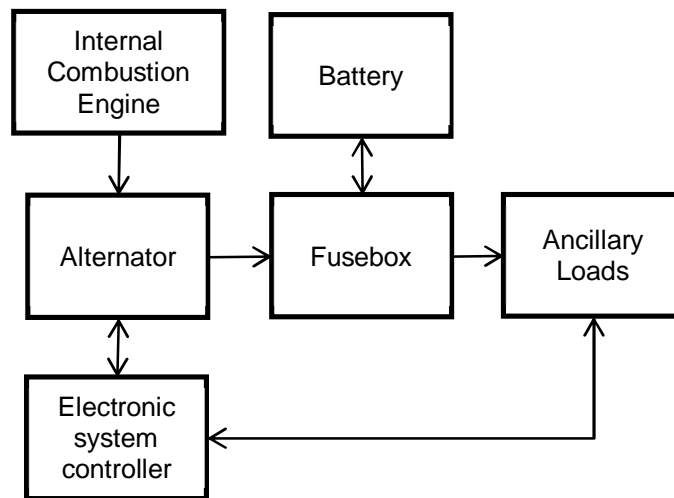 Internal
Combustion
Engine
Battery
Alternator
Fusebox
Ancillary
Loads
Electronic
system
controller